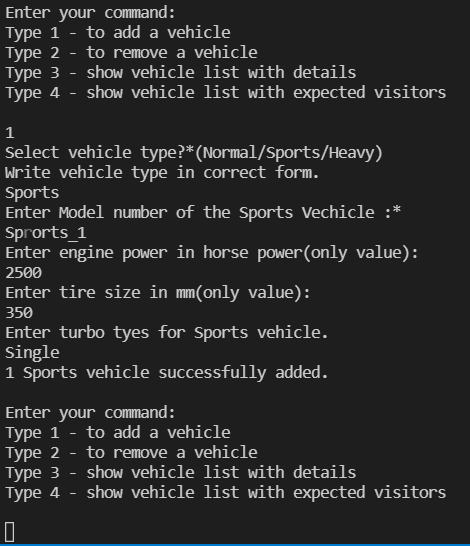 Enter your command:
Type 1 - to add a vehicle
Type 2 - to remove a vehicle
Type 3 - show vehicle list with details
Type 4 - show vehicle list with expected visitors
1
Select vehicle type?*(Normal/Sports/Heavy)
Write vehicle type in correct form.
Sports
Enter Model number of the Sports Vechicle :*
Sprorts_1
Enter engine power in horse power(only value):
2500
Enter tire size in mm(only value):
350
Enter turbo tyes for Sports vehicle.
Single
1 Sports vehicle successfully added.
Enter your command:
Type 1 - to add a vehicle
Type 2 - to remove a vehicle
Type 3 - show vehicle list with details
Type 4 - show vehicle list with expected visitors